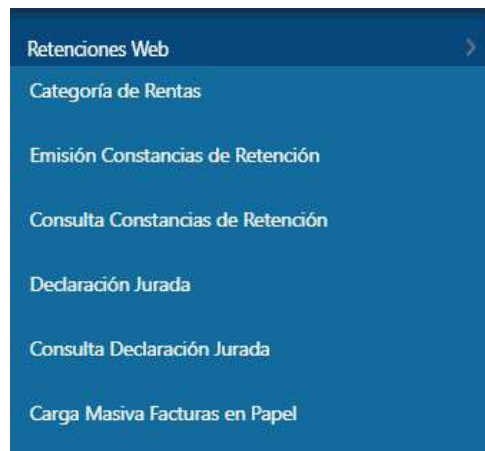 Retenciones Web
Categoría de Rentas
Emisión Constancias de Retención
Consulta Constancias de Retención
Declaración Jurada
Consulta Declaración Jurada
Carga Masiva Facturas en Papel